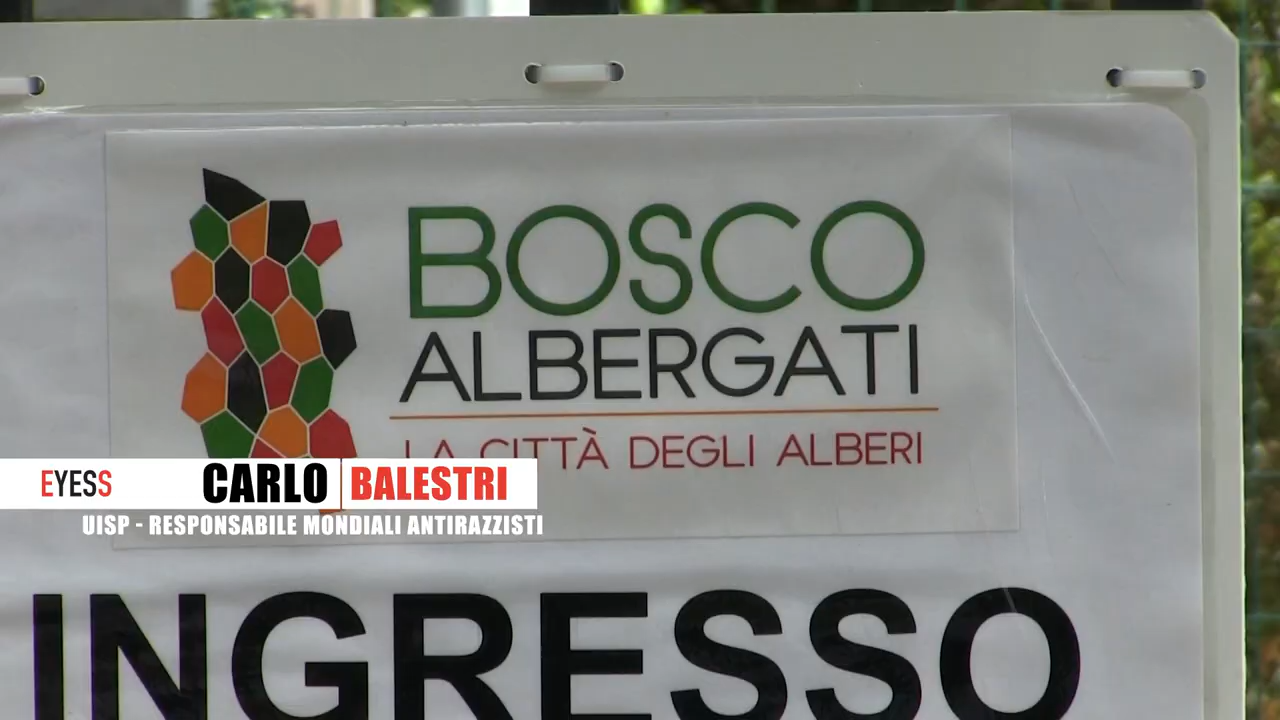 BOSCO
ALBERGATI
LA CITTÀ DEGLI ALBERI
EYESS CARLO BALESTRI
UISP - RESPONSABILE MONDIALI ANTIRAZZISTI
INGRESSO